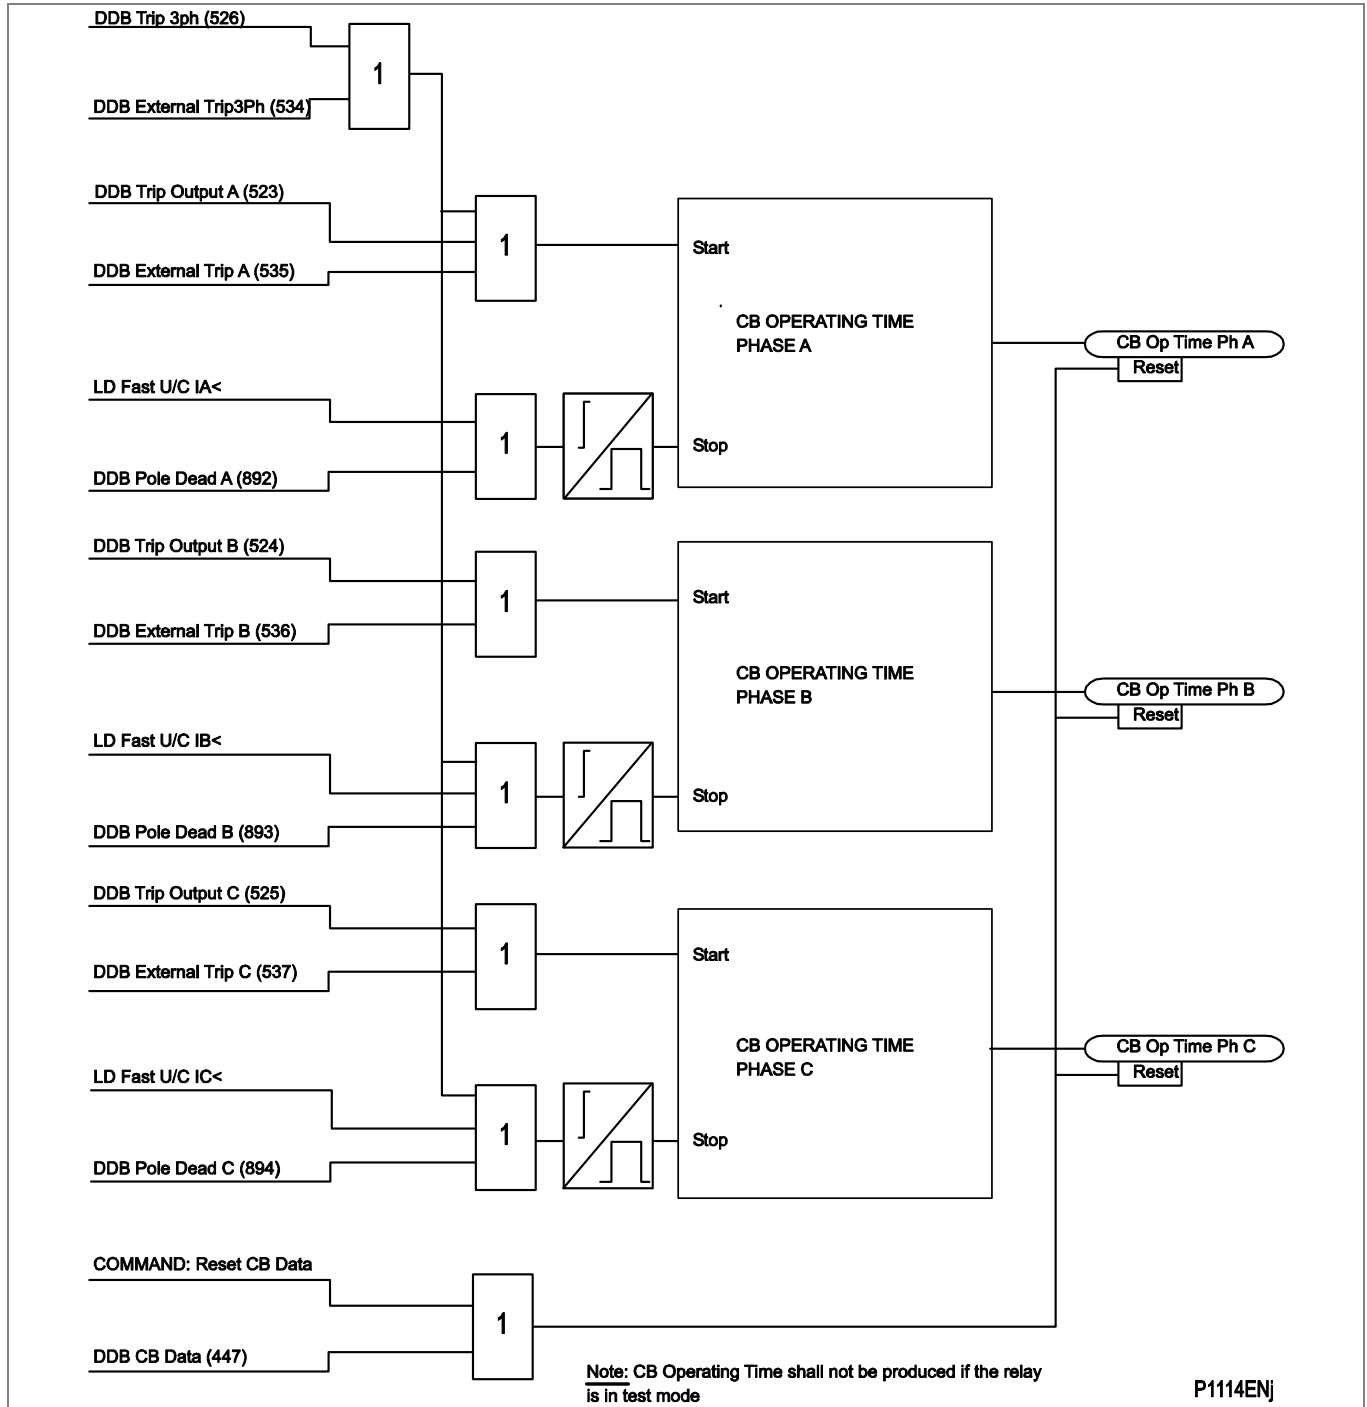 DDB Trip 3ph (526)
1
DDB External Trip3Ph (534)
DDB Trip Output A (523)
1
Start
DDB External Trip A (535)
CB OPERATING TIME
PHASE A
CB Op Time Ph A
Reset
LD Fast U/C IA<
1
Stop
DDB Pole Dead A (892)
DDB Trip Output B (524)
1
Start
DDB External Trip B (536)
CB OPERATING TIME
PHASE B
CB Op Time Ph B
Reset
LD Fast U/C IB<
1
Stop
DDB Pole Dead B (893)
DDB Trip Output C (525)
1
Start
DDB External Trip C (537)
CB OPERATING TIME
PHASE C
CB Op Time Ph C
Reset
LD Fast U/C IC<
1
Stop
DDB Pole Dead C (894)
COMMAND: Reset CB Data
1
DDB CB Data (447)
Note: CB Operating Time shall not be produced if the relay
is in test mode
P1114ENj